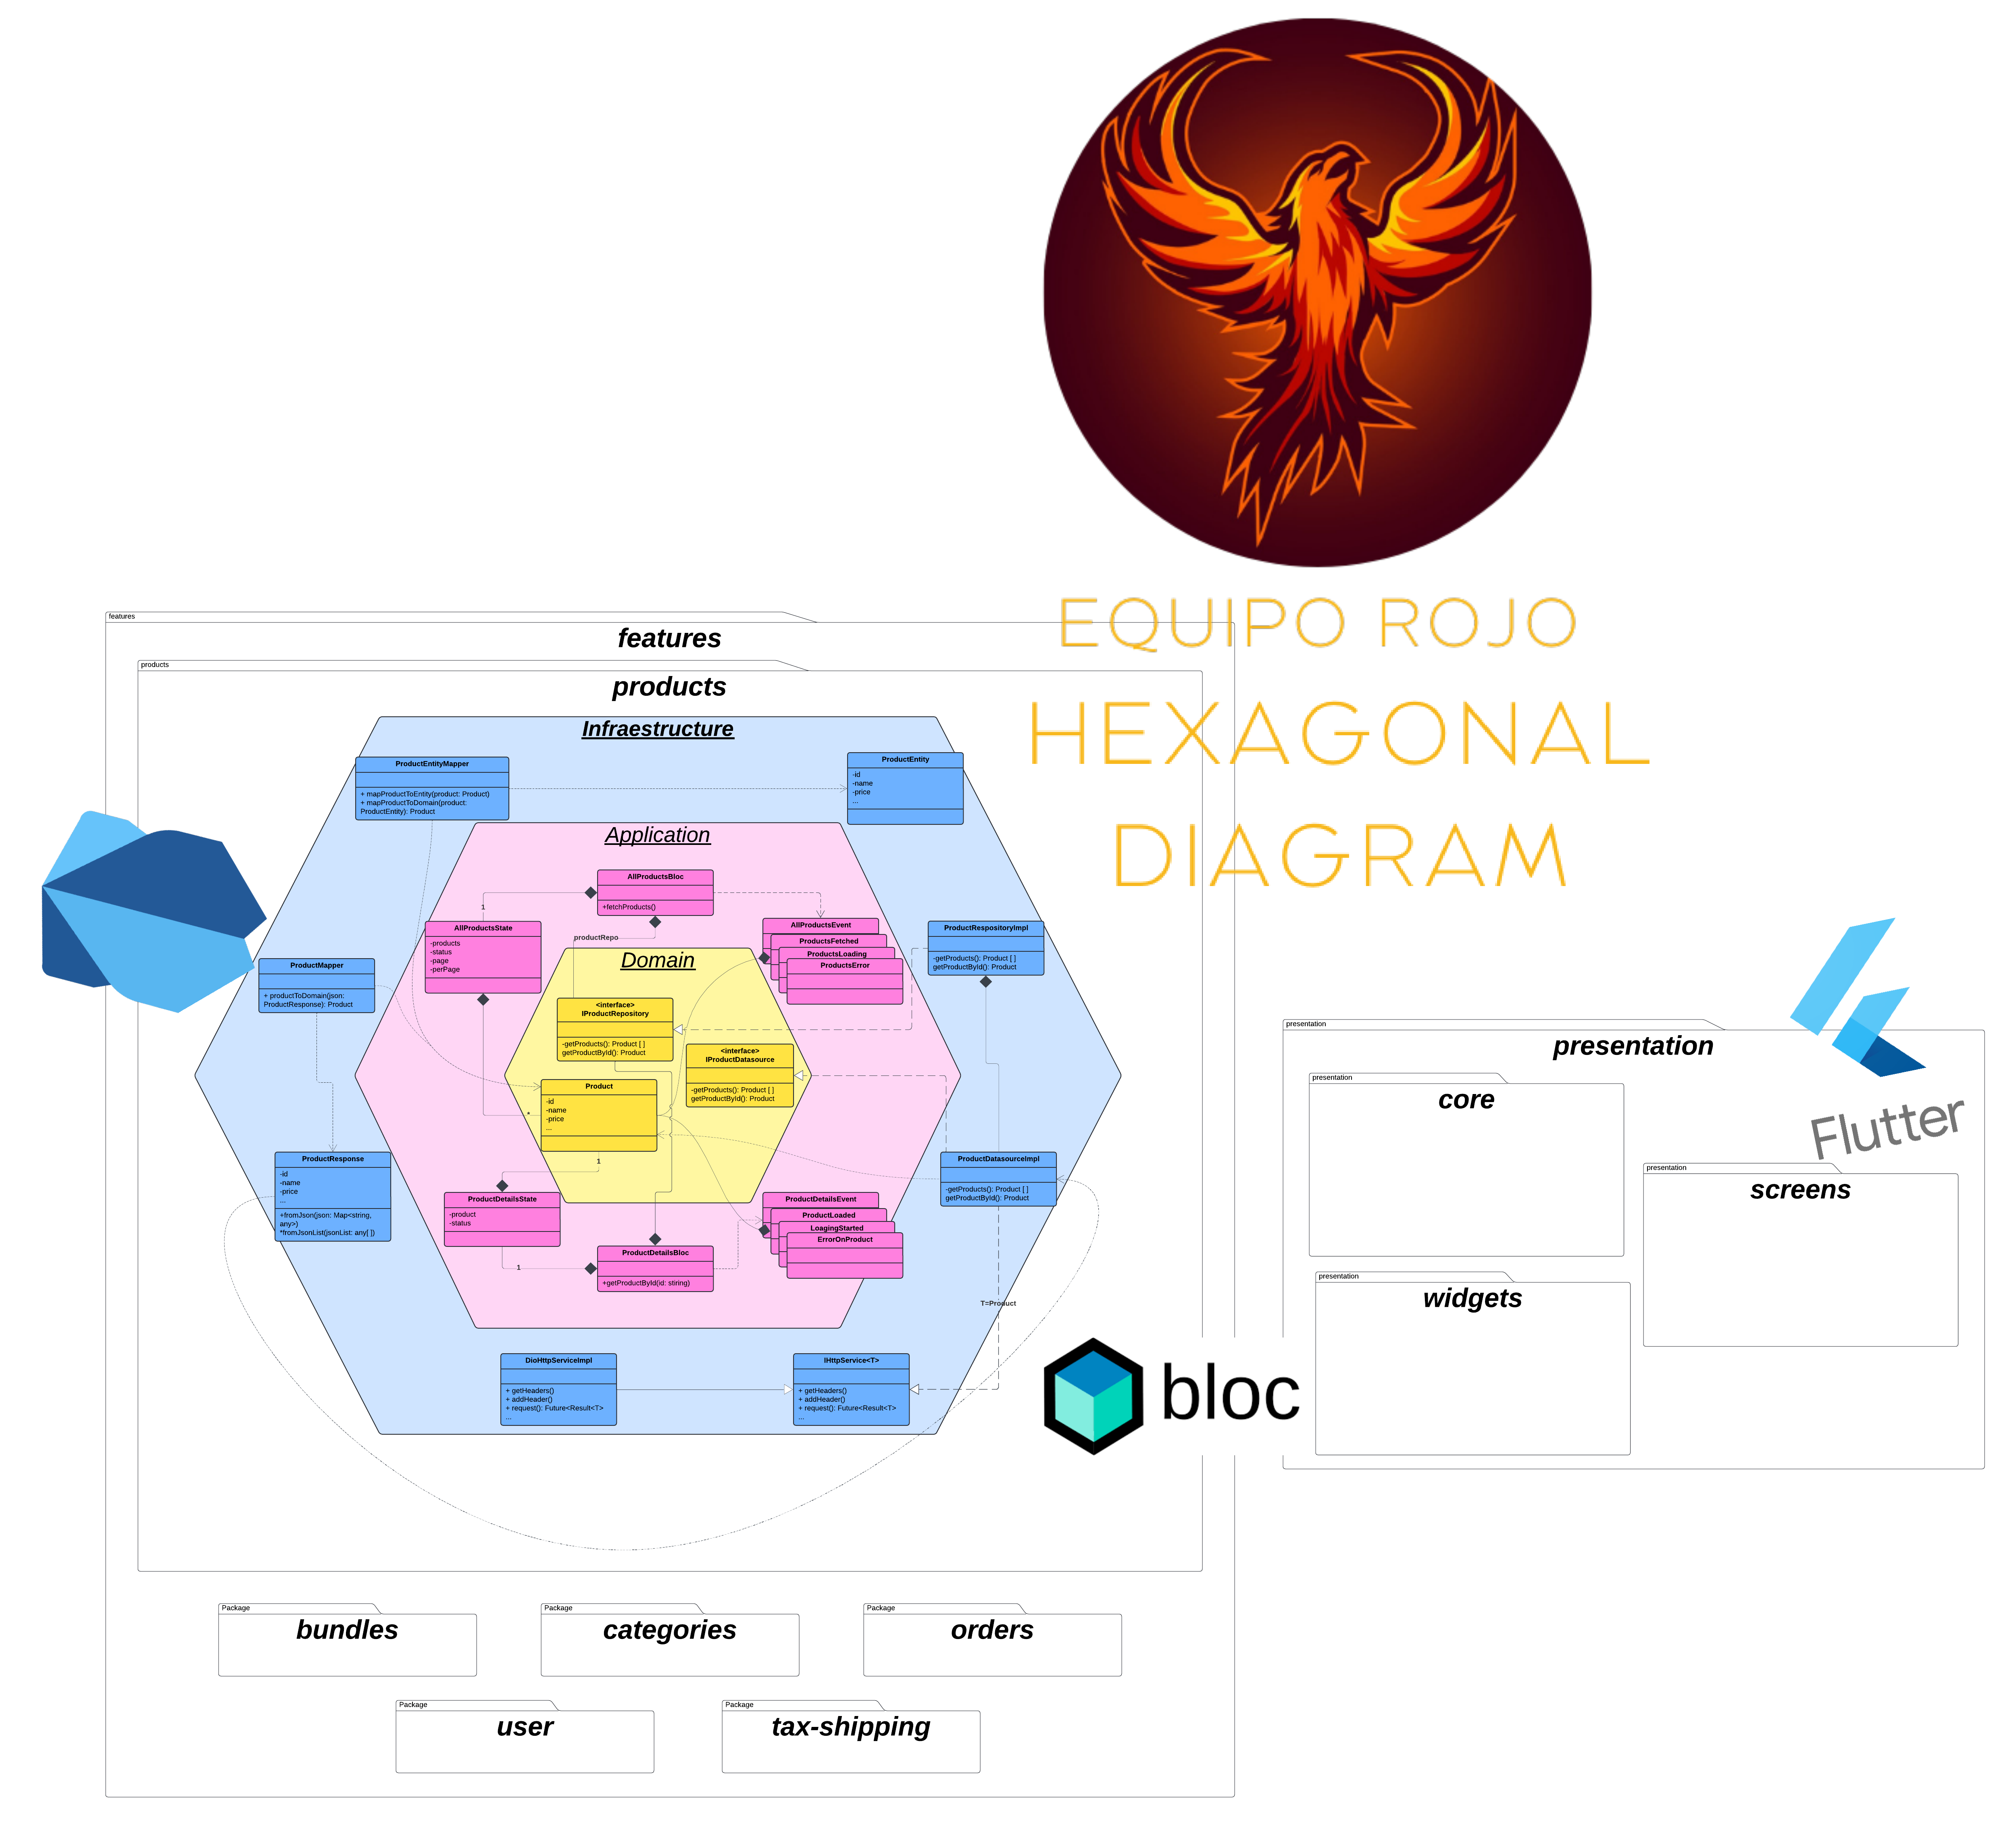 EQUIPO ROJO
HEXAGONAL
DIAGRAM
features
features
products
products
Infraestructure
ProductEntityMapper
+ mapProductToEntity(product: Product)
+ mapProductToDomain(product:
ProductEntity): Product
ProductEntity
-id
-name
-price
...
Application
AllProductsBloc
+fetchProducts()
1
productRepo
AllProductsState
-products
-status
-page
-perPage
AllProductsEvent
ProductsFetched
ProductsLoading
ProductsError
ProductRespositoryImpl
-getProducts(): Product [ ]
getProductById(): Product
ProductMapper
+ productToDomain(json:
ProductResponse): Product
Domain
<interface>
IProductRepository
-getProducts(): Product [ ]
getProductById(): Product
<interface>
IProductDatasource
-getProducts(): Product [ ]
getProductById(): Product
Product
-id
-name
-price
...
*
1
ProductResponse
-id
-name
-price
...
+fromJson(json: Map<string,
any>)
*fromJsonList(jsonList: any[ ])
ProductDatasourceImpl
-getProducts(): Product [ ]
getProductById(): Product
ProductDetailsState
-product
-status
1
ProductDetailsBloc
+getProductById(id: stiring)
ProductDetailsEvent
ProductLoaded
LoagingStarted
ErrorOnProduct
T=Product
DioHttpServiceImpl
+ getHeaders()
+ addHeader()
+ request(): Future<Result<T>
...
IHttpService<T>
+ getHeaders()
+ addHeader()
+ request(): Future<Result<T>
...
bloc
Package
bundles
Package
categories
Package
orders
Package
user
Package
tax-shipping
Flutter
presentation
presentation
presentation
core
presentation
screens
presentation
widgets